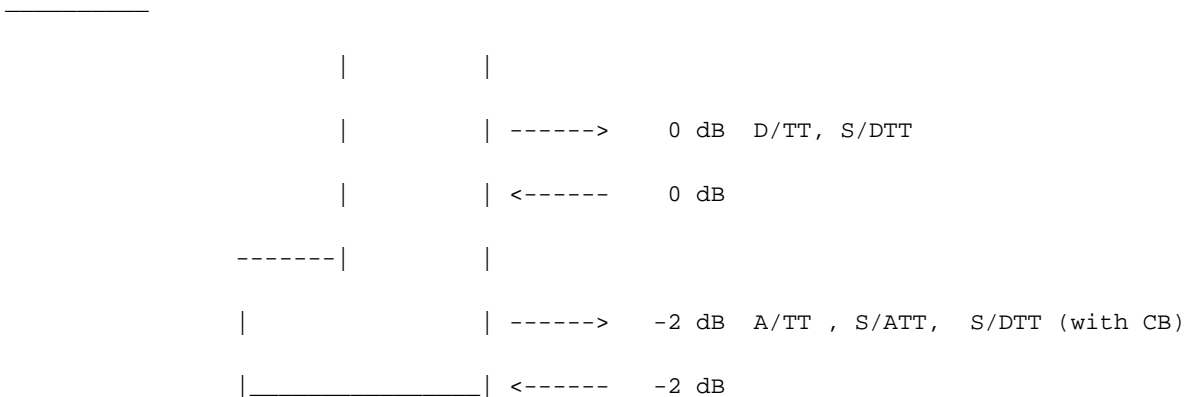 ------> 0 dB D/TT, S/DTT
<------ 0 dB
------> -2 dB A/TT , S/ATT, S/DTT (with CB)
<------ -2 dB